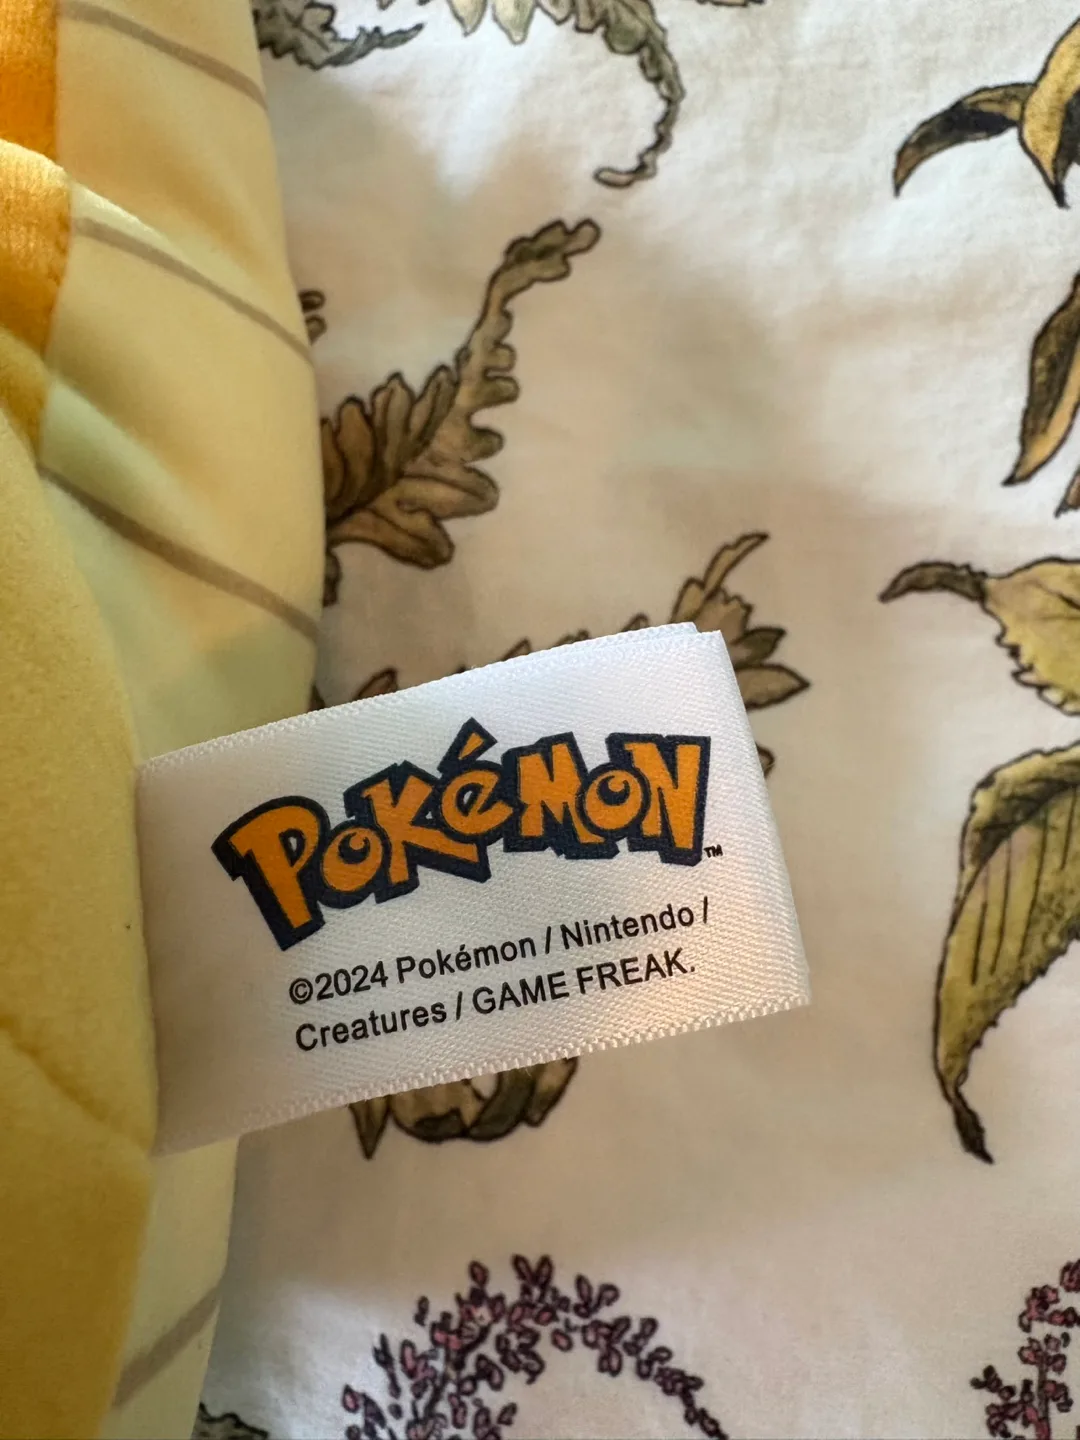 POKéMON™
©2024 Pokémon / Nintendo /
Creatures / GAME FREAK.